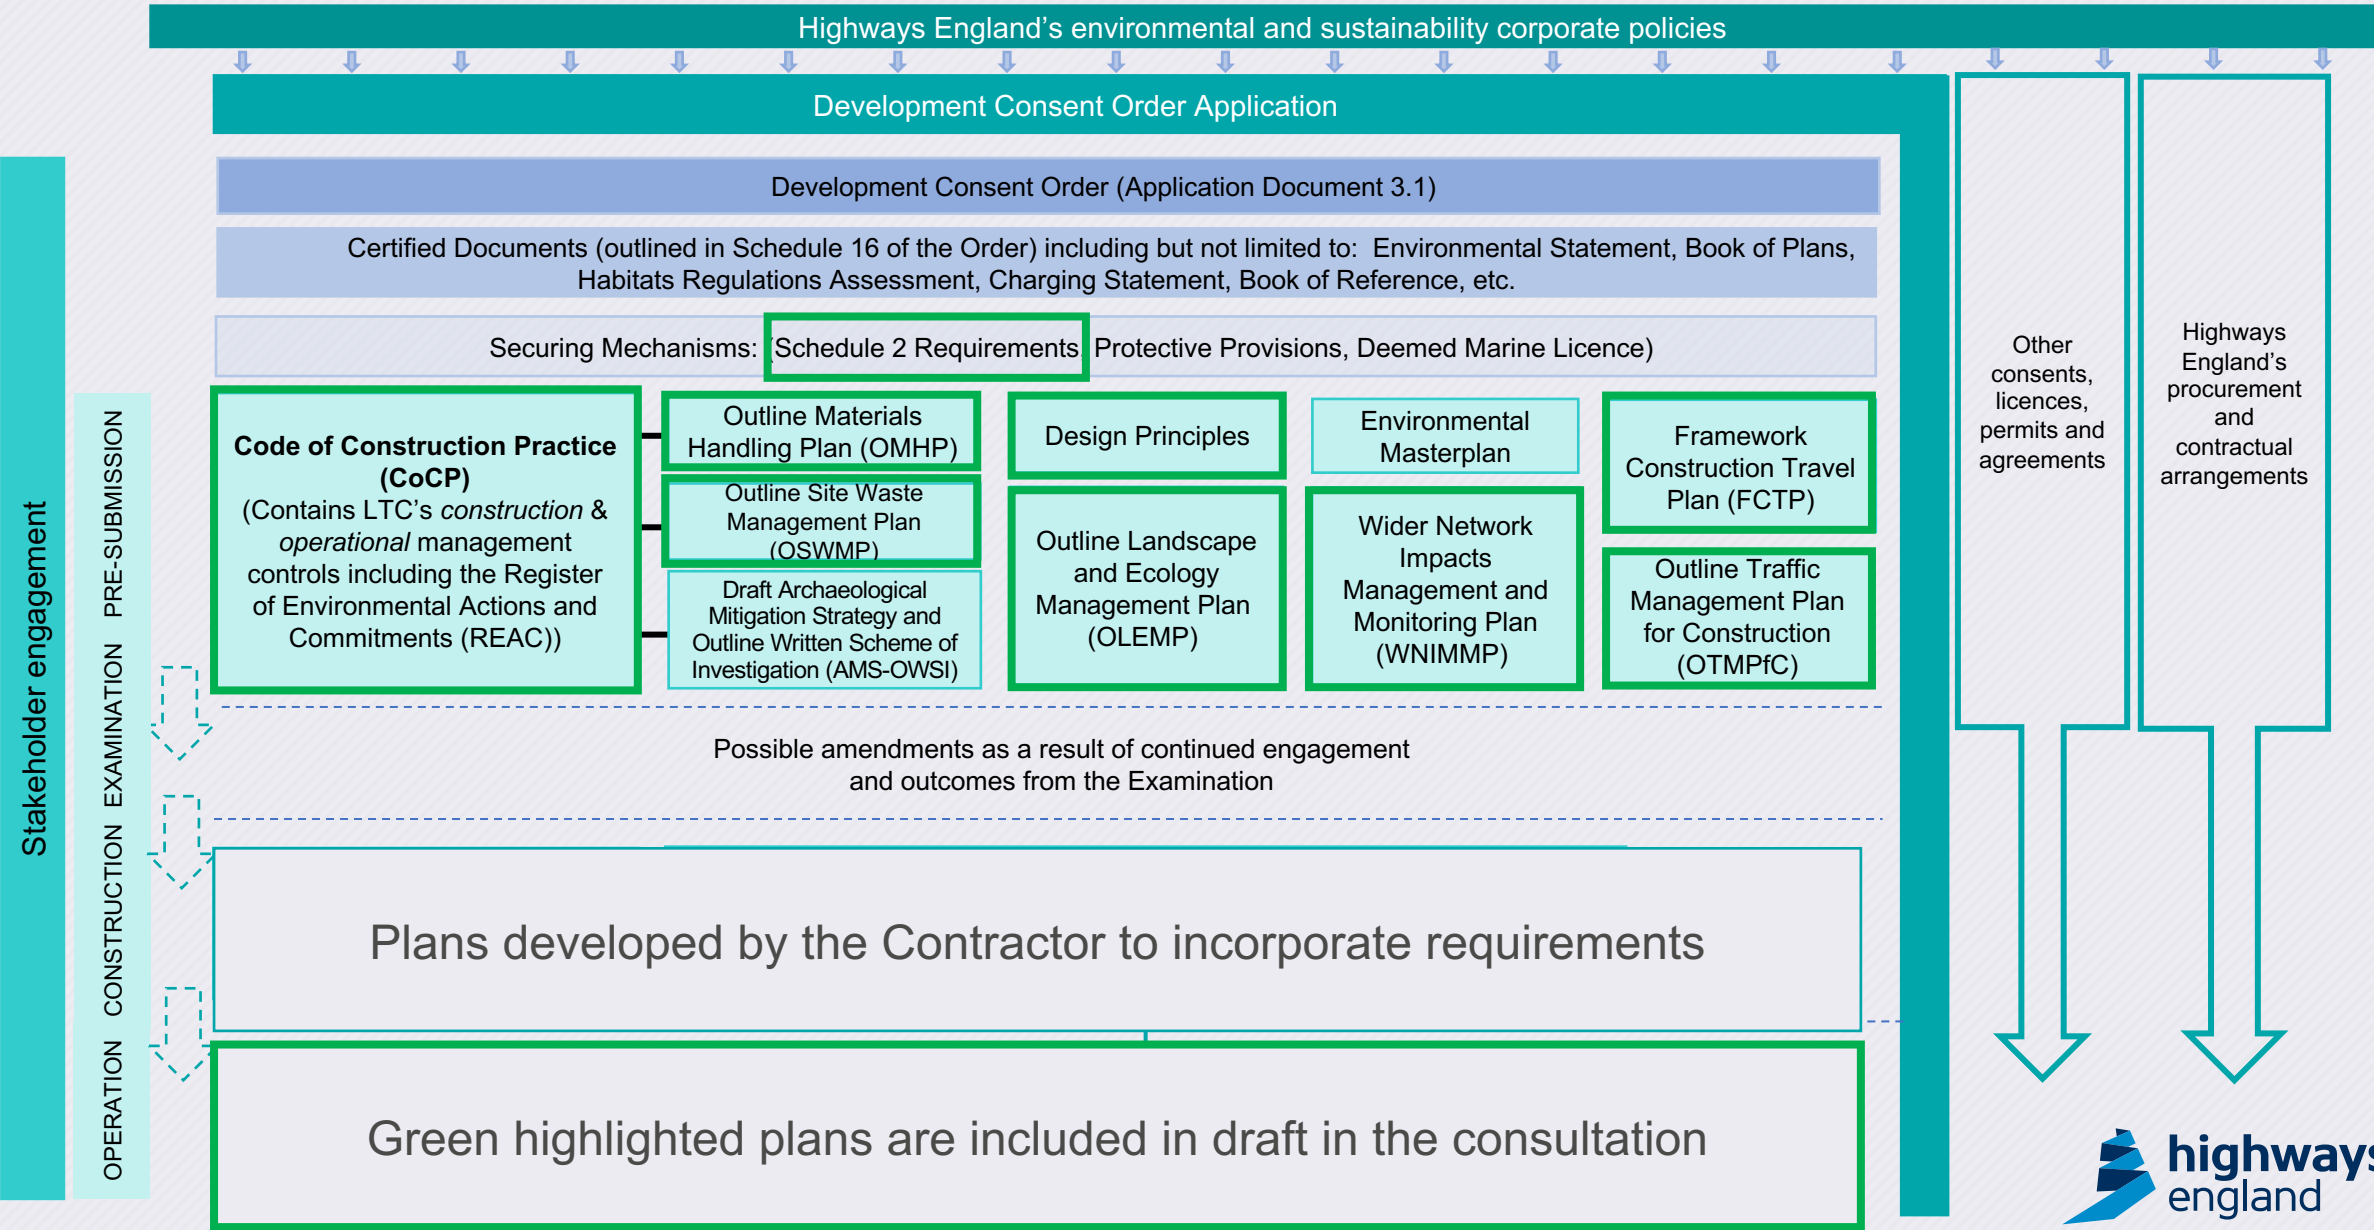 Highways England's environmental and sustainability corporate policies
Development Consent Order Application
Development Consent Order (Application Document 3.1)
Certified Documents (outlined in Schedule 16 of the Order) including but not limited to: Environmental Statement, Book of Plans,
Habitats Regulations Assessment, Charging Statement, Book of Reference, etc.
Securing Mechanisms: (Schedule 2 Requirements, Protective Provisions, Deemed Marine Licence)
Code of Construction Practice
(CoCP)
(Contains LTC's construction &
operational management
controls including the Register
of Environmental Actions and
Commitments (REAC))
Outline Materials
Handling Plan (OMHP)
Outline Site Waste
Management Plan
(OSWMP)
Draft Archaeological
Mitigation Strategy and
Outline Written Scheme of
Investigation (AMS-OWSI)
Design Principles
Outline Landscape
and Ecology
Management Plan
(OLEMP)
Environmental
Masterplan
Wider Network
Impacts
Management and
Monitoring Plan
(WNIMMP)
Framework
Construction Travel
Plan (FCTP)
Outline Traffic
Management Plan
for Construction
(OTMPfC)
Other
consents,
licences,
permits and
agreements
Highways
England's
procurement
and
contractual
arrangements
Stakeholder engagement
PRE-SUBMISSION
EXAMINATION
CONSTRUCTION
OPERATION
Possible amendments as a result of continued engagement
and outcomes from the Examination
Plans developed by the Contractor to incorporate requirements
Green highlighted plans are included in draft in the consultation
highways
england